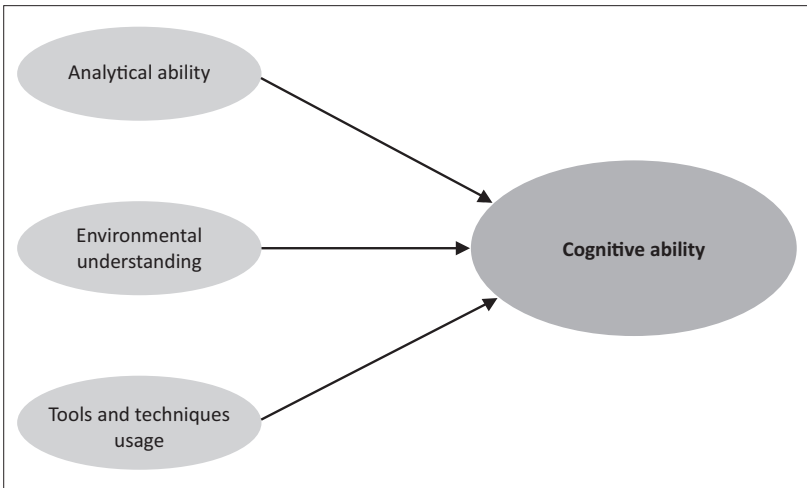 Analytical ability
Environmental
understanding
Cognitive ability
Tools and techniques
usage